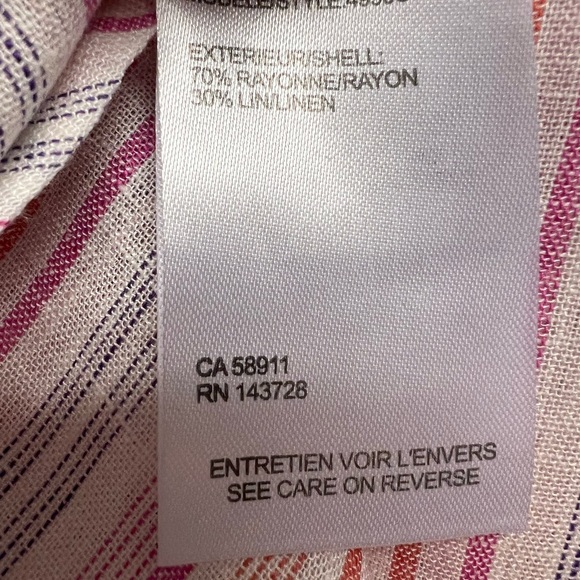 EXTERIEUR/SHELL:
70% RAYONNE/RAYON
30% LIN/LINEN
CA 58911
RN 143728
ENTRETIEN VOIR L'ENVERS
SEE CARE ON REVERSE